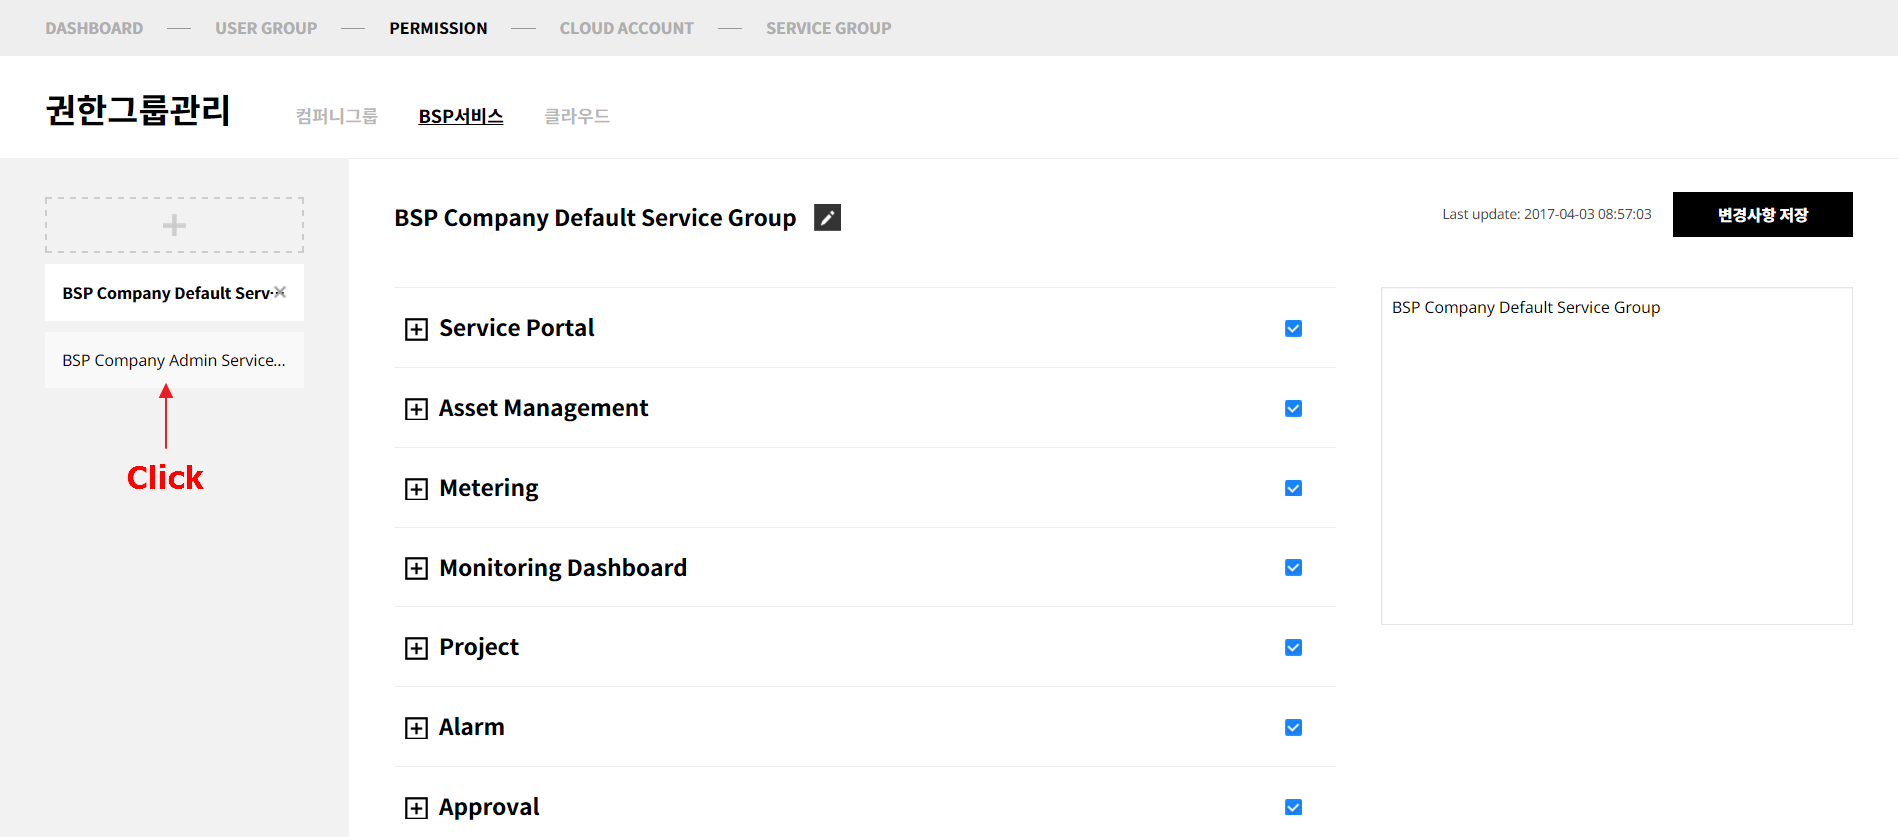 DASHBOARD — USER GROUP — PERMISSION — CLOUD ACCOUNT — SERVICE GROUP
권한그룹관리 컴퍼니그룹 BSP서비스 클라우드
BSP Company Default Serv…
BSP Company Admin Service...
Click
BSP Company Default Service Group
Last update: 2017-04-03 08:57:03
변경사항 저장
Service Portal
Asset Management
Metering
Monitoring Dashboard
Project
Alarm
Approval
BSP Company Default Service Group